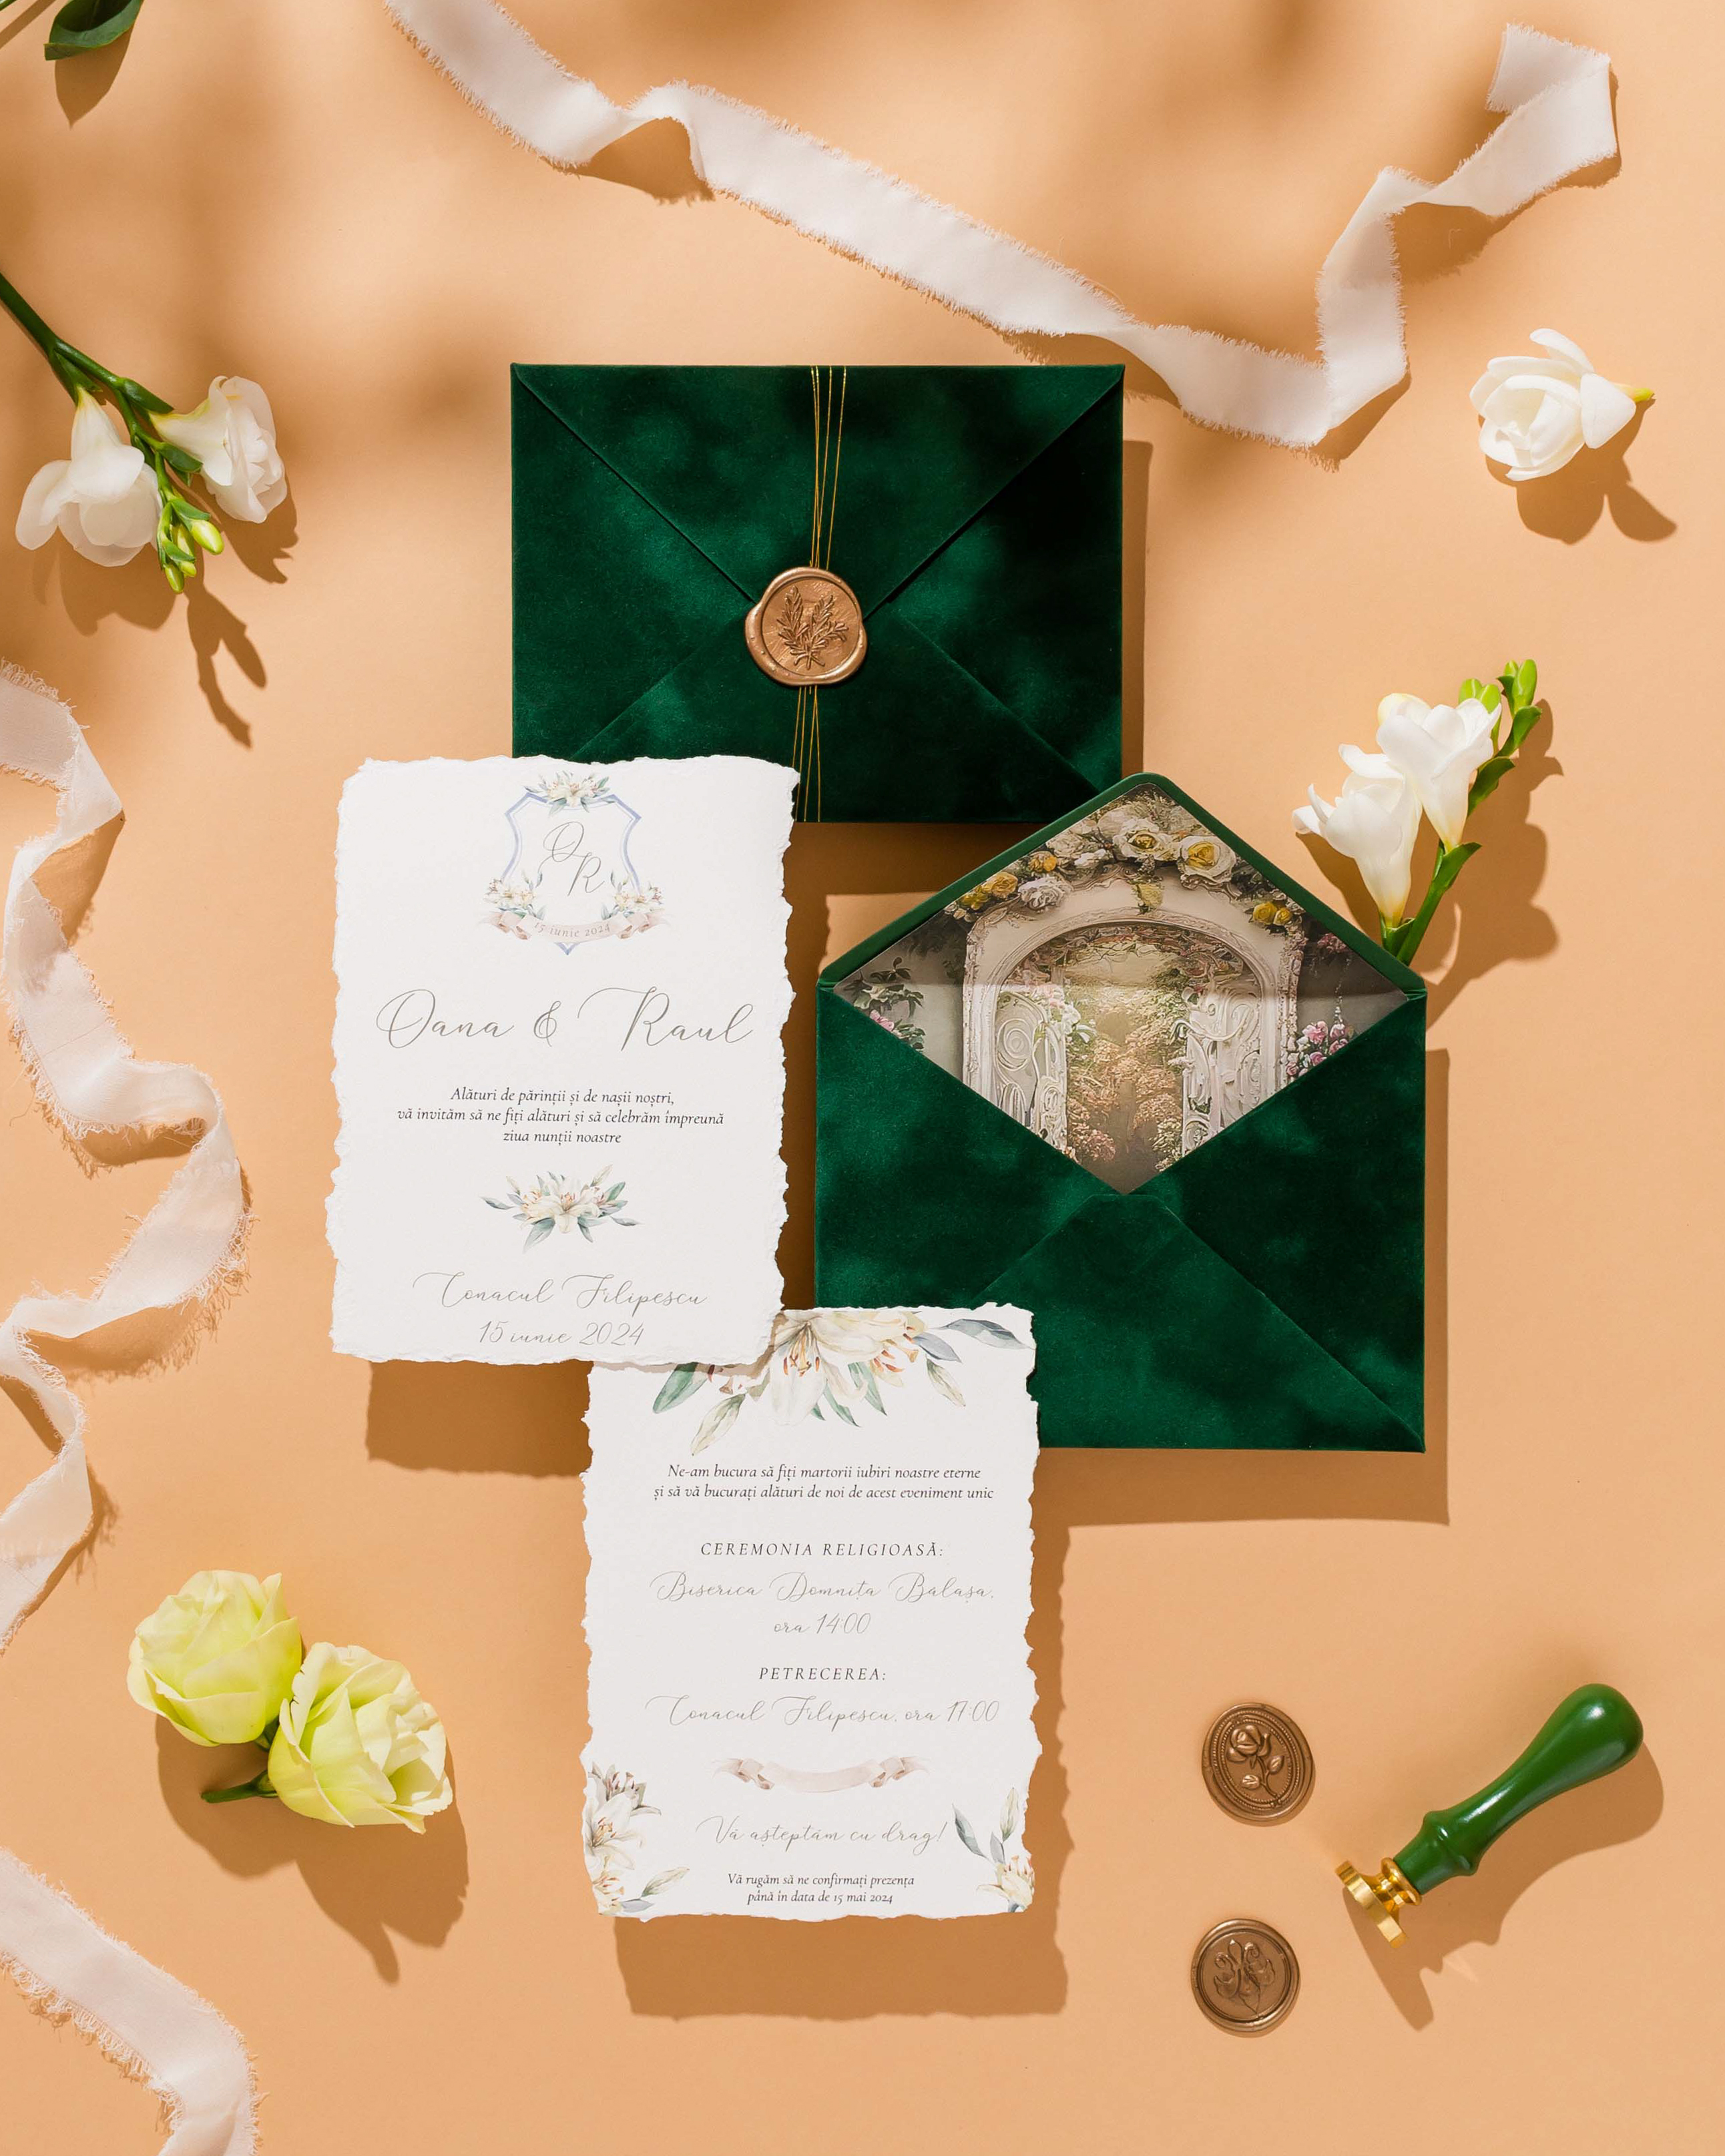 O
R
15 iunie 2024
Oana & Raul
Alături de părinții și de nașii noștri,
vă invităm să ne fiți alături și să celebrăm împreună
ziua nunții noastre
Conacul Filipescu
15 iunie 2024
Ne-am bucura să fiți martorii iubiri noastre eterne
și să vă bucurați alături de noi de acest eveniment unic
CEREMONIA RELIGIOASĂ:
Biserica Domnița Bălașa,
ora 14:00
PETRECEREA:
Conacul Filipescu, ora 17:00
Vă așteptăm cu drag!
Vă rugăm să ne confirmați prezența
până în data de 15 mai 2024